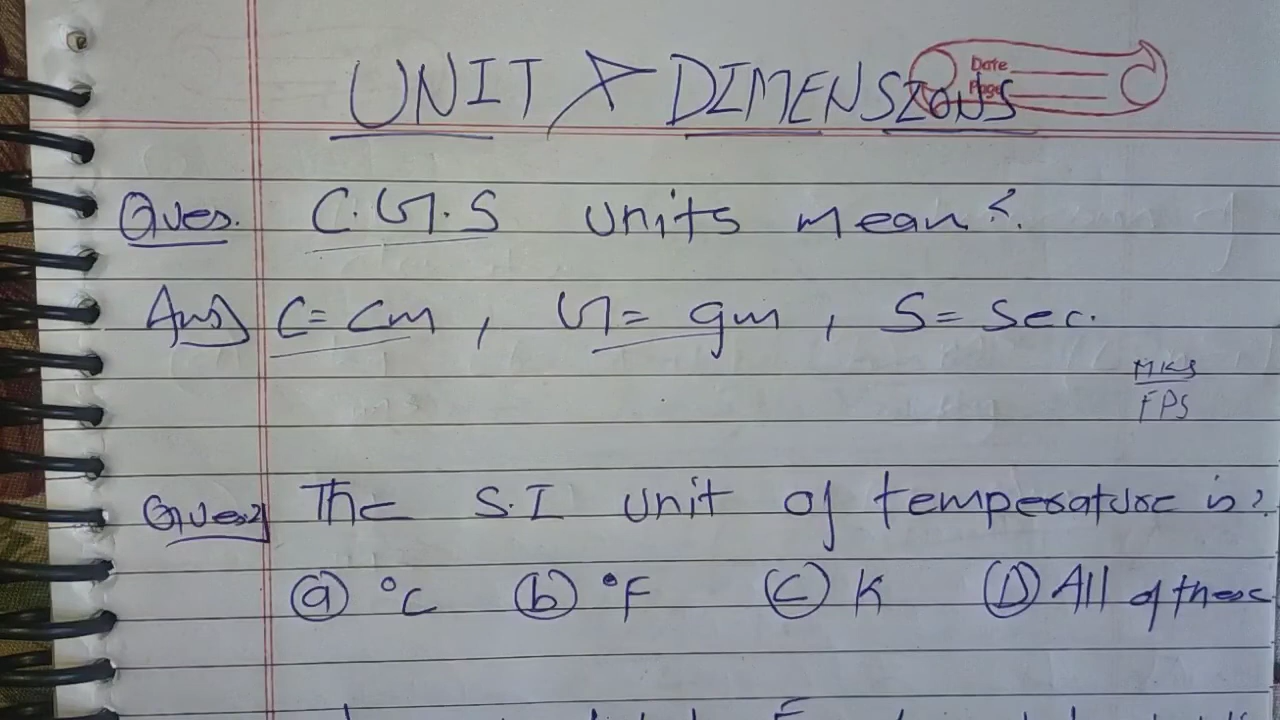 UNIT & DIMENSIONS
Date
Page
Ques. C.G.S units mean?
Ans) C = cm, G = gm, S = Sec.
MKS
FPS
Ques2) The S.I unit of temperature is?
(a) °C (b) °F (C) K (D) All of these